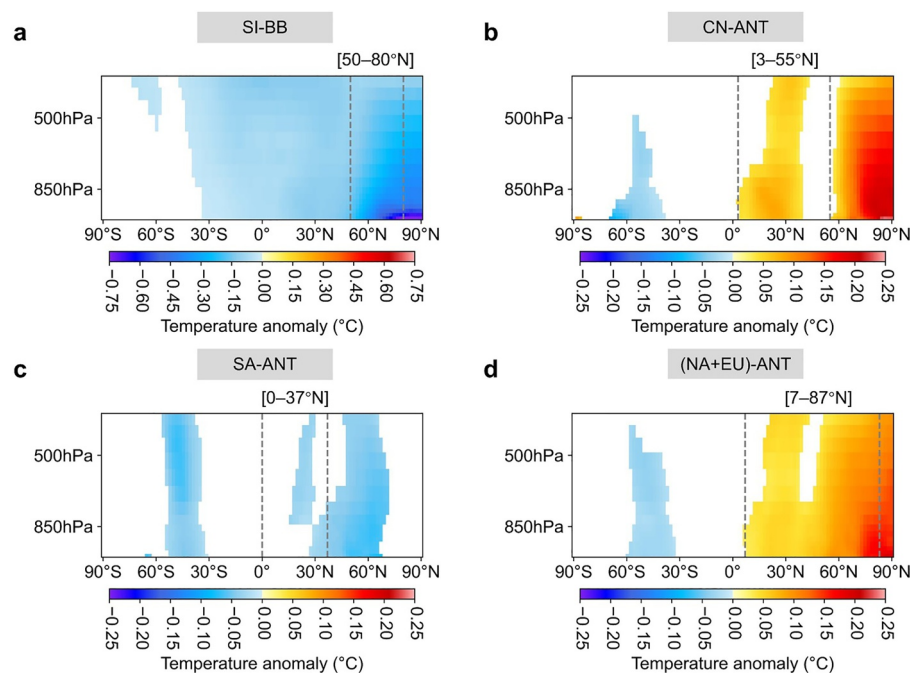 a
SI-BB
[50–80°N]
500hPa
850hPa
90°S 60°S 30°S 0° 30°N 60°N 90°N
−0.75 −0.60 −0.45 −0.30 −0.15 0.00 0.15 0.30 0.45 0.60 0.75
Temperature anomaly (°C)
b
CN-ANT
[3–55°N]
500hPa
850hPa
90°S 60°S 30°S 0° 30°N 60°N 90°N
−0.25 −0.20 −0.15 −0.10 −0.05 0.00 0.05 0.10 0.15 0.20 0.25
Temperature anomaly (°C)
c
SA-ANT
[0–37°N]
500hPa
850hPa
90°S 60°S 30°S 0° 30°N 60°N 90°N
−0.25 −0.20 −0.15 −0.10 −0.05 0.00 0.05 0.10 0.15 0.20 0.25
Temperature anomaly (°C)
d
(NA+EU)-ANT
[7–87°N]
500hPa
850hPa
90°S 60°S 30°S 0° 30°N 60°N 90°N
−0.25 −0.20 −0.15 −0.10 −0.05 0.00 0.05 0.10 0.15 0.20 0.25
Temperature anomaly (°C)